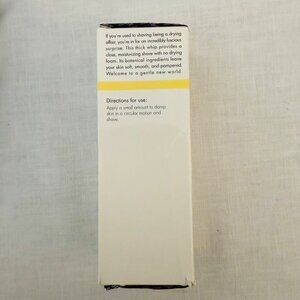 If you're used to shaving being a drying
affair, you're in for an incredibly luscious
surprise. This thick whip provides a
close, moisturizing shave with no drying
foam. Its botanical ingredients leave
your skin soft, smooth, and pampered.
Welcome to a gentle new world.
Directions for use:
Apply a small amount to damp
skin in a circular motion and
shave.